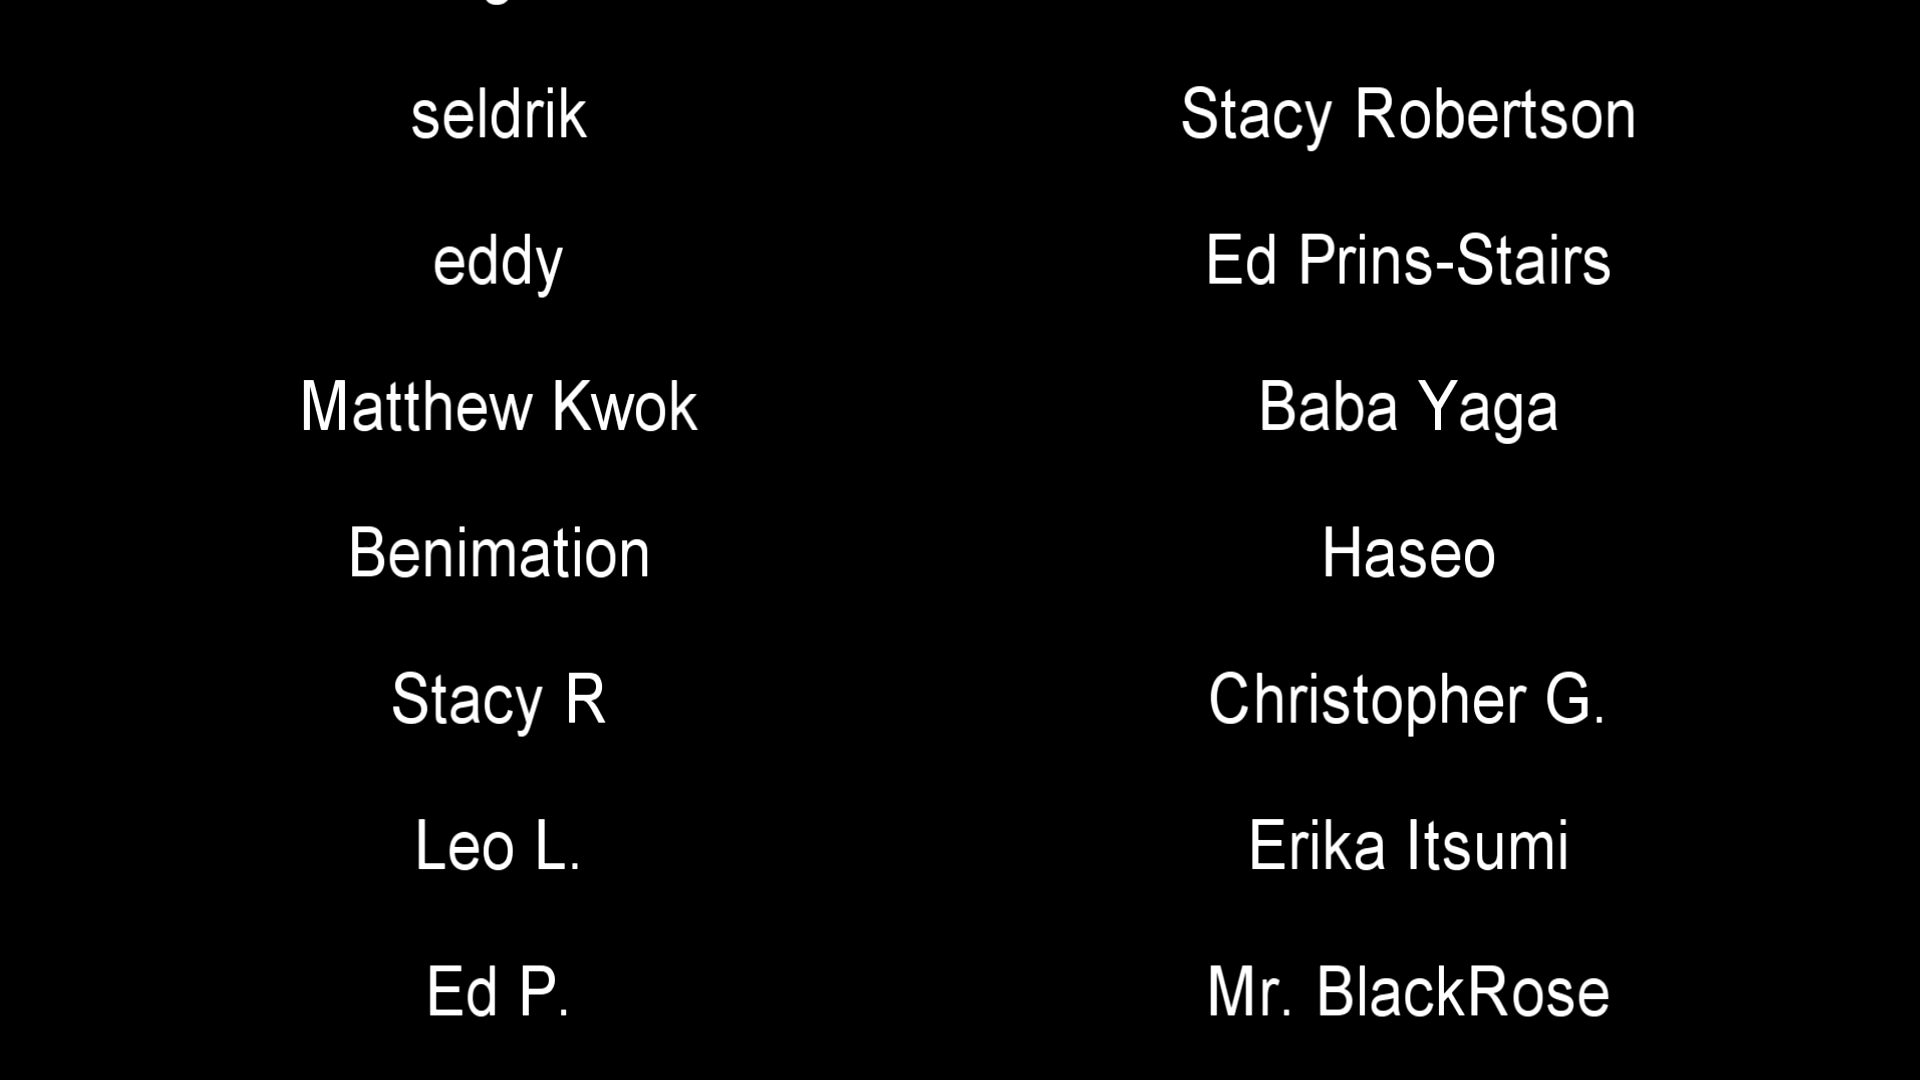 seldrik
Stacy Robertson
eddy
Ed Prins-Stairs
Matthew Kwok
Baba Yaga
Benimation
Haseo
Stacy R
Christopher G.
Leo L.
Erika Itsumi
Ed P.
Mr. BlackRose